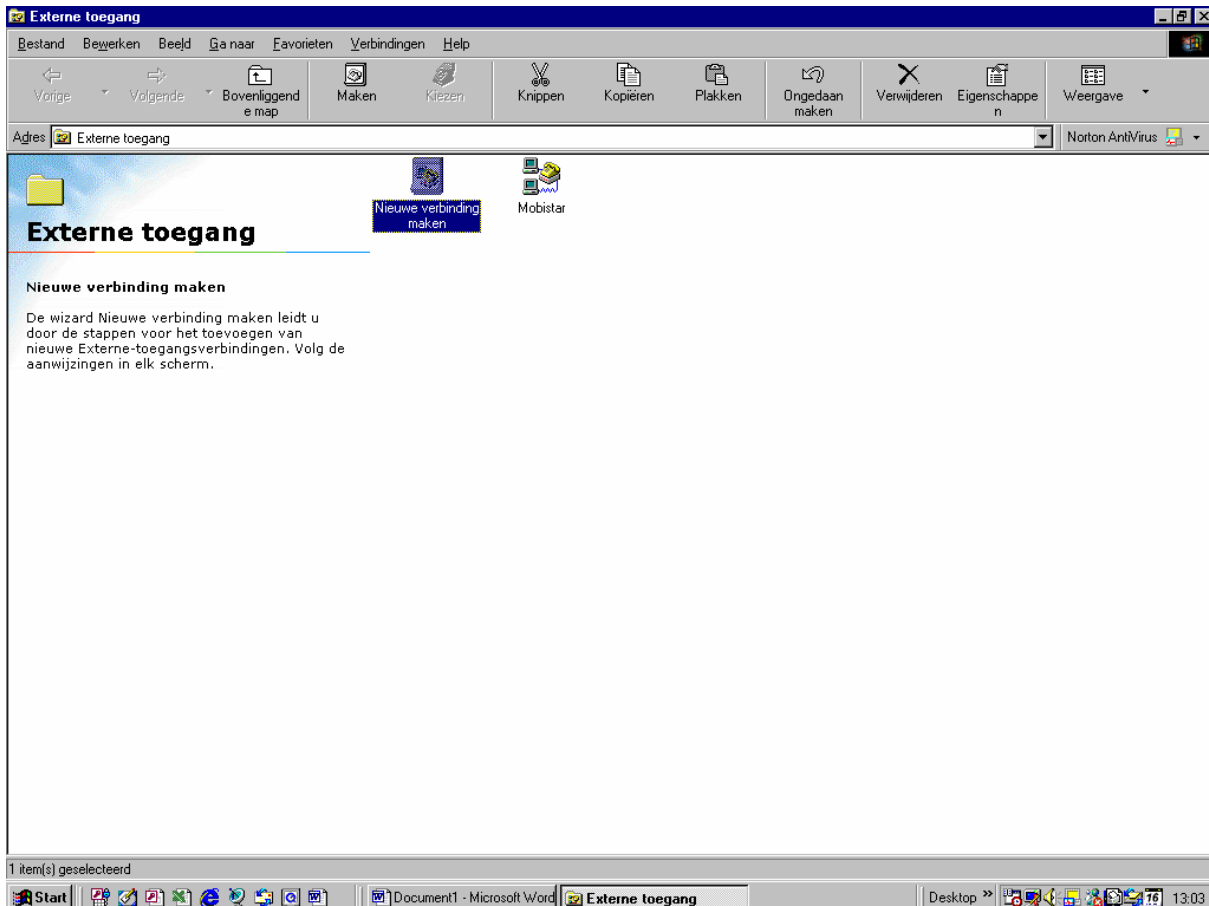 Externe toegang
Bestand Bewerken Beeld Ga naar Favorieten Verbindingen Help
Vorige Volgende Bovenliggend
e map Maken Kiezen Knippen Kopiëren Plakken Ongedaan
maken Verwijderen Eigenschappe
n Weergave
Adres Externe toegang Norton AntiVirus
Nieuwe verbinding
maken
Mobistar
Externe toegang
Nieuwe verbinding maken
De wizard Nieuwe verbinding maken leidt u
door de stappen voor het toevoegen van
nieuwe Externe-toegangsverbindingen. Volg de
aanwijzingen in elk scherm.
1 item(s) geselecteerd
Start Document1 - Microsoft Word Externe toegang Desktop » 16 13:03